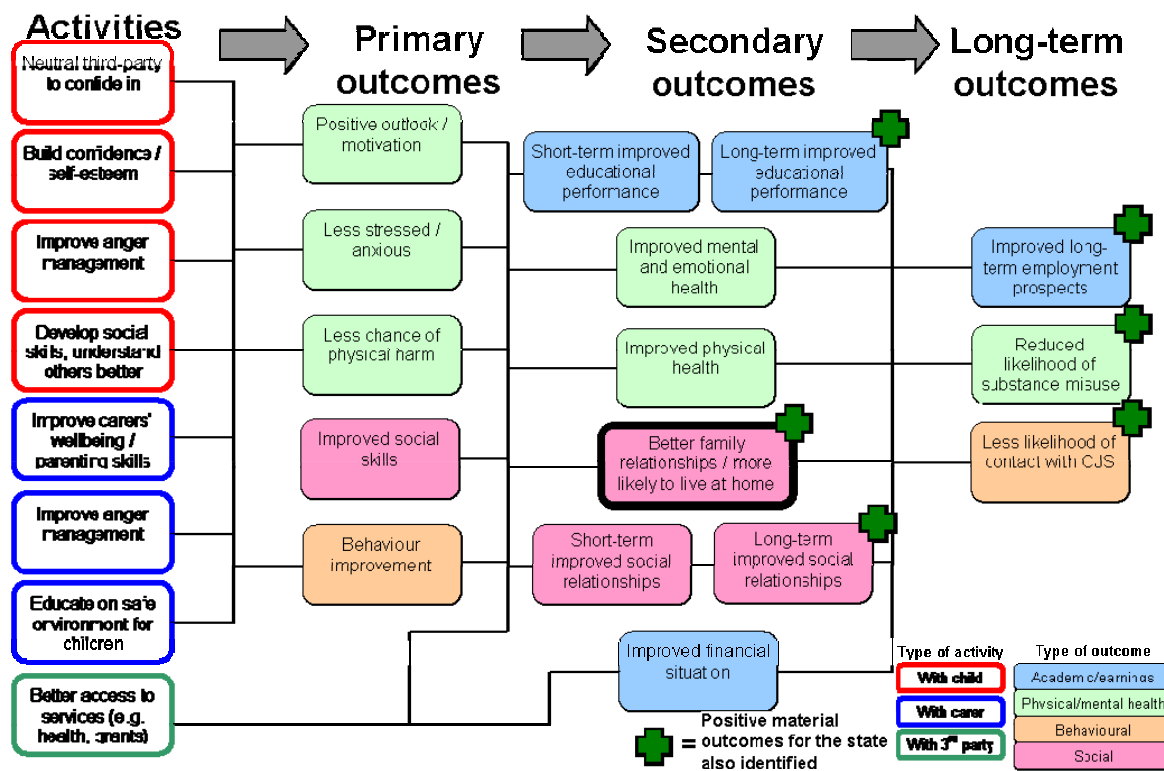 Activities
Primary
outcomes
Secondary
outcomes
Long-term
outcomes
Neutral third-party
to confide in
Build confidence /
self-esteem
Improve anger
management
Develop social
skills, understand
others better
Improve carers'
wellbeing /
parenting skills
Improve anger
management
Educate on safe
environment for
children
Better access to
services (e.g.
health, grants)
Positive outlook /
motivation
Less stressed /
anxious
Less chance of
physical harm
Improved social
skills
Behaviour
improvement
Short-term improved
educational
performance
Long-term improved
educational
performance
Improved mental
and emotional
health
Improved physical
health
Better family
relationships / more
likely to live at home
Short-term
improved social
relationships
Long-term
improved social
relationships
Improved financial
situation
Improved long-
term employment
prospects
Reduced
likelihood of
substance misuse
Less likelihood of
contact with CJS
= Positive material
outcomes for the state
also identified
Type of activity
With child
With carer
With 3rd party
Type of outcome
Academic/earnings
Physical/mental health
Behavioural
Social